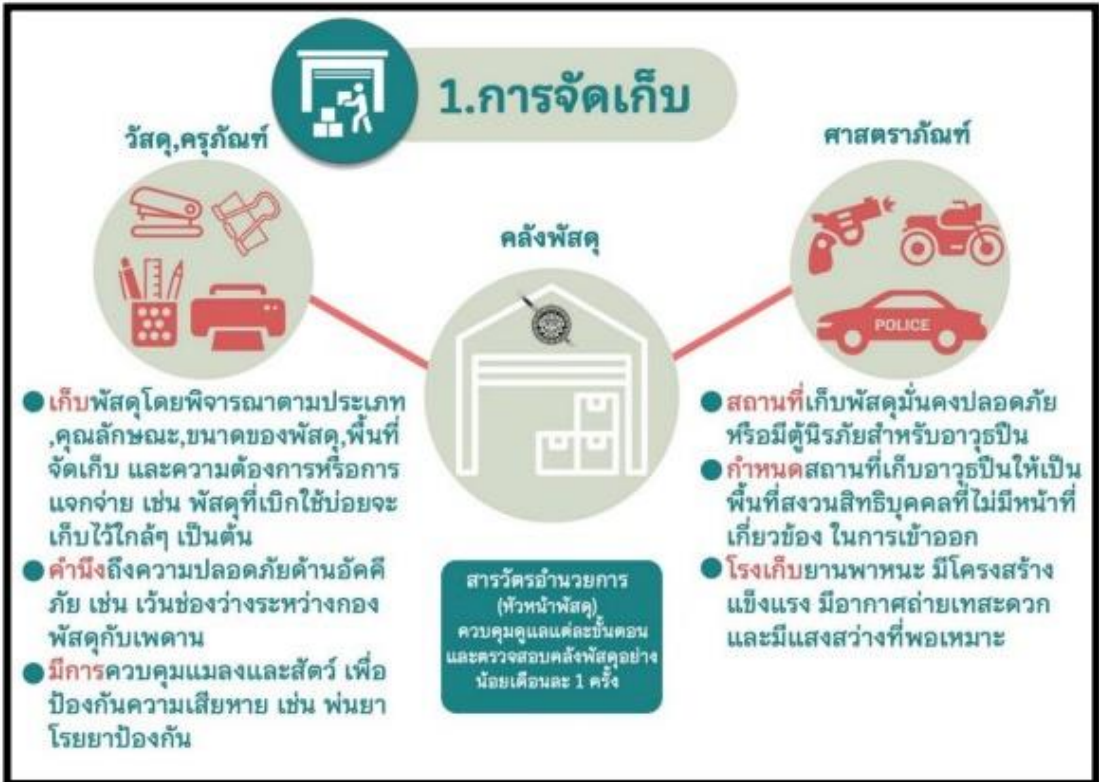 1.การจัดเก็บ
วัสดุ,ครุภัณฑ์
เก็บพัสดุโดยพิจารณาตามประเภท
,คุณลักษณะ,ขนาดของพัสดุ,พื้นที่
จัดเก็บ และความต้องการหรือการ
แจกจ่าย เช่น พัสดุที่เบิกใช้บ่อยจะ
เก็บไว้ใกล้ๆ เป็นต้น
คำนึงถึงความปลอดภัยด้านอัคคี
ภัย เช่น เว้นช่องว่างระหว่างกอง
พัสดุกับเพดาน
มีการควบคุมแมลงและสัตว์ เพื่อ
ป้องกันความเสียหาย เช่น พ่นยา
โรยยาป้องกัน
คลังพัสดุ
สารวัตรอำนวยการ
(หัวหน้าพัสดุ)
ควบคุมดูแลแต่ละขั้นตอน
และตรวจสอบคลังพัสดุอย่าง
น้อยเดือนละ 1 ครั้ง
ศาสตราภัณฑ์
POLICE
สถานที่เก็บพัสดุมั่นคงปลอดภัย
หรือมีตู้นิรภัยสำหรับอาวุธปืน
กำหนดสถานที่เก็บอาวุธปืนให้เป็น
พื้นที่สงวนสิทธิบุคคลที่ไม่มีหน้าที่
เกี่ยวข้อง ในการเข้าออก
โรงเก็บยานพาหนะ มีโครงสร้าง
แข็งแรง มีอากาศถ่ายเทสะดวก
และมีแสงสว่างที่พอเหมาะ